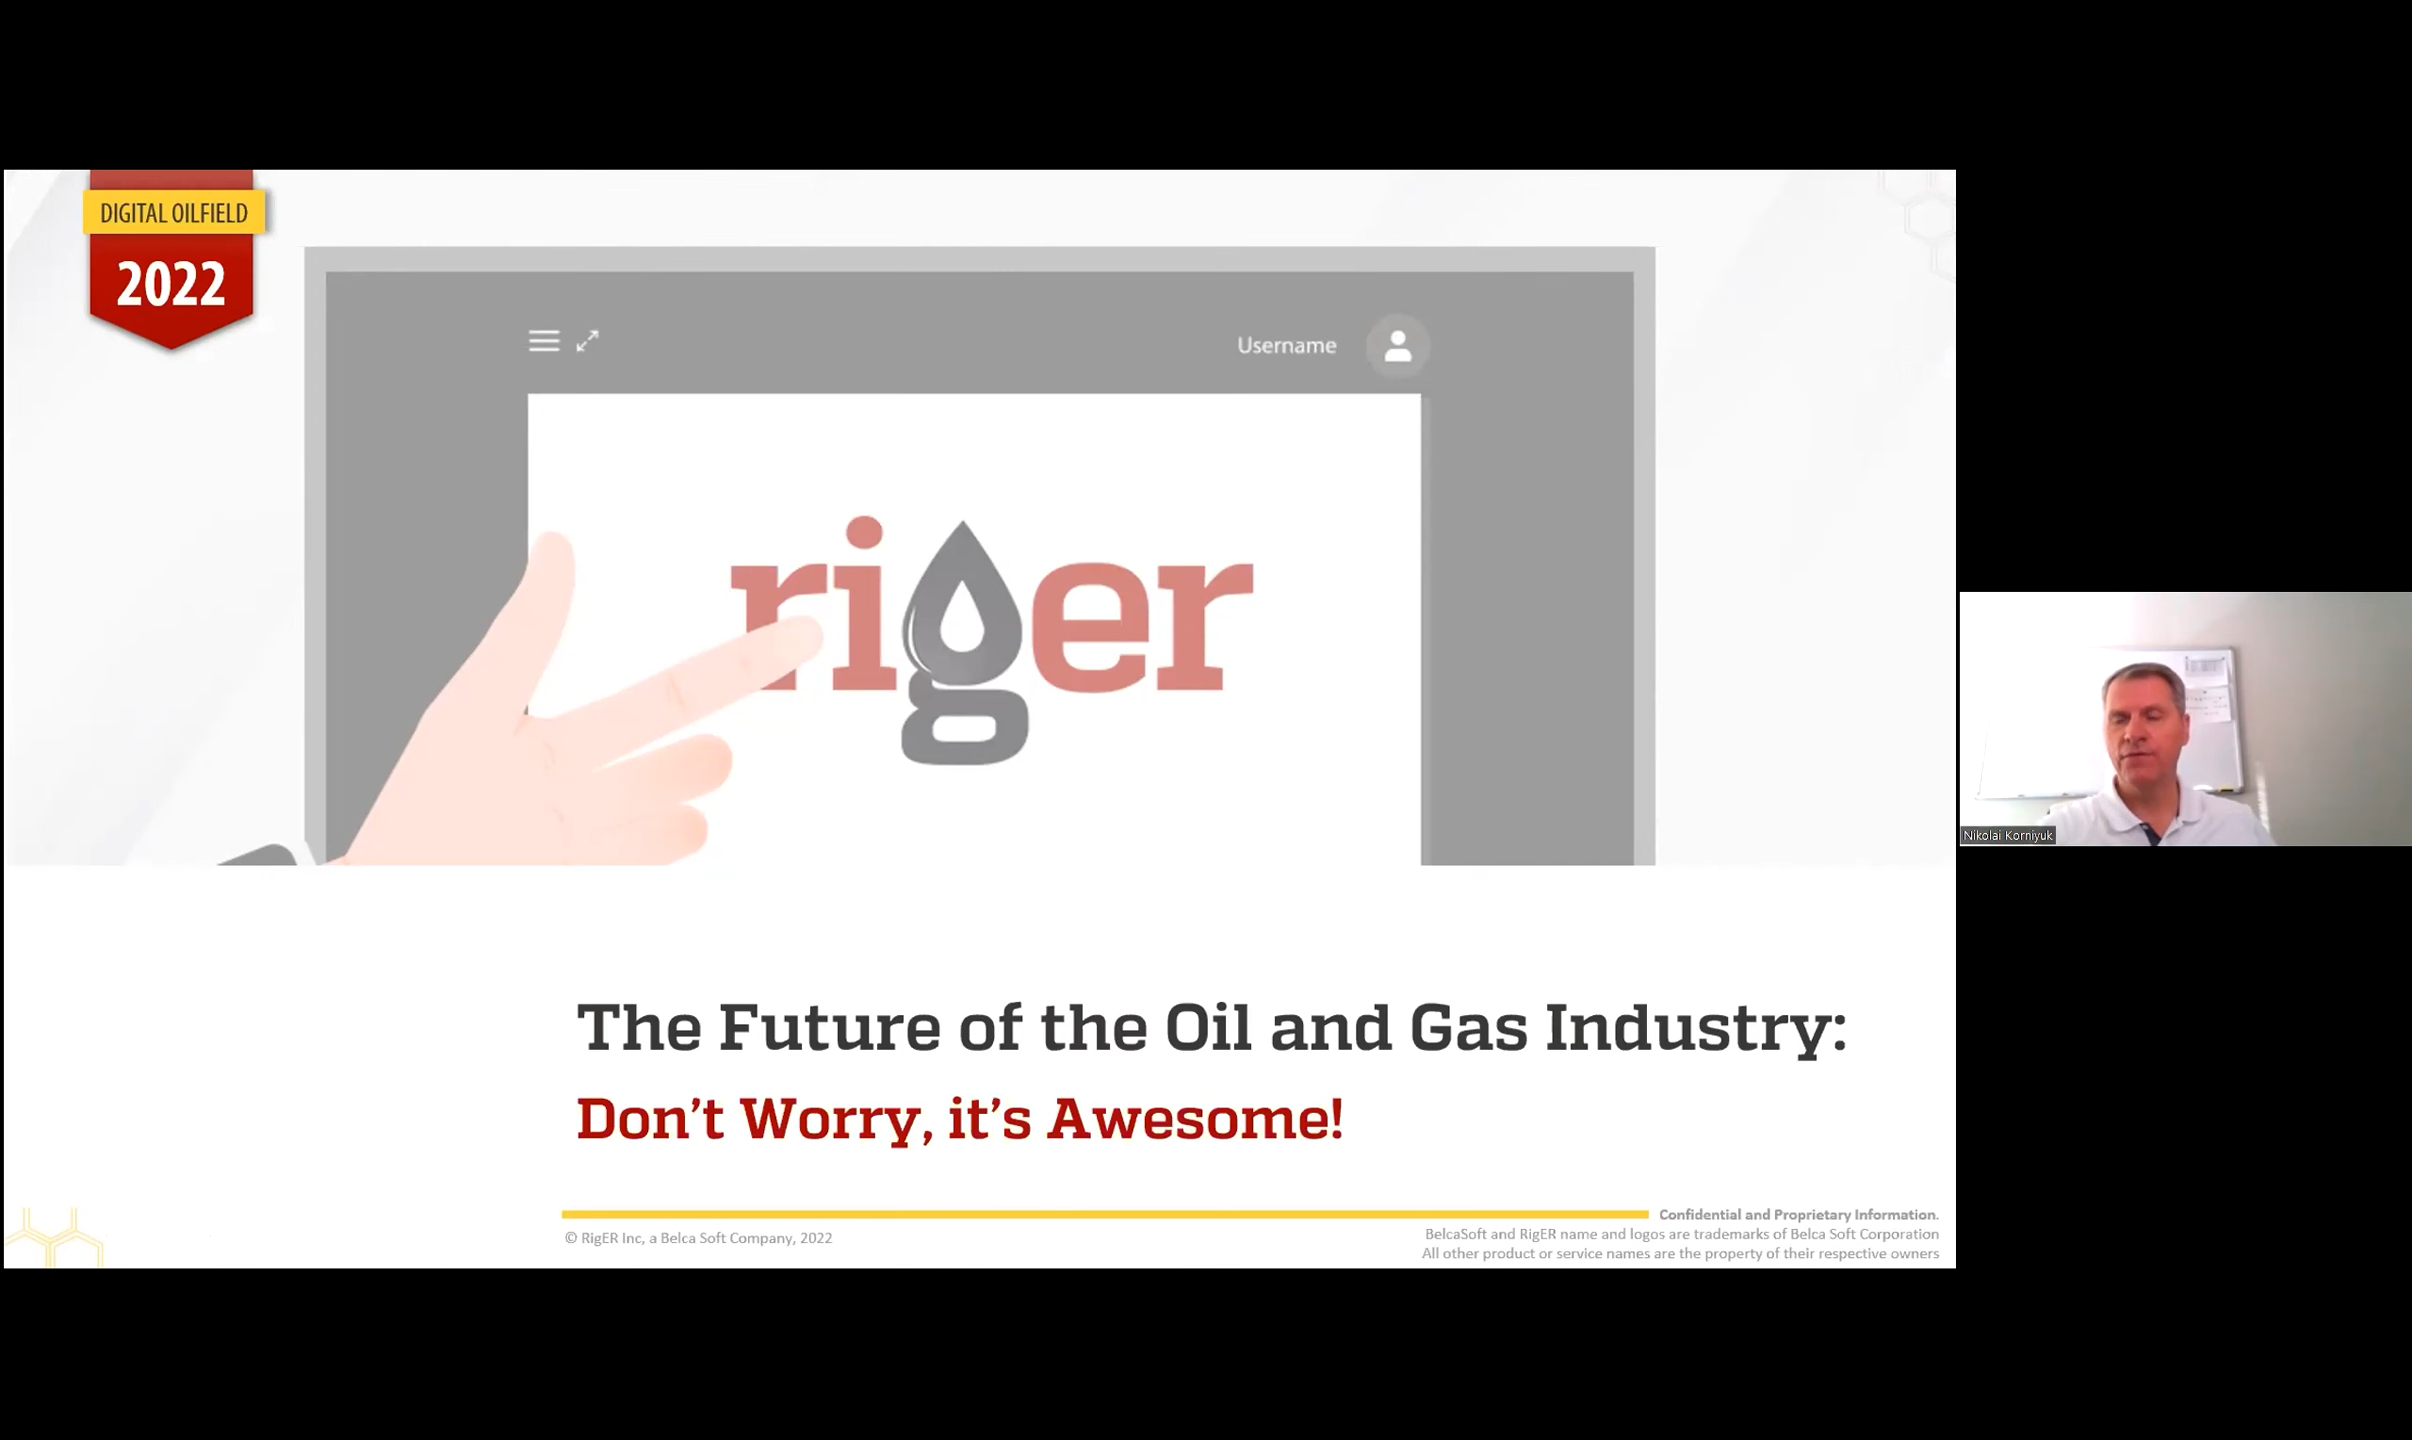 DIGITAL OILFIELD
2022
Username
riger
The Future of the Oil and Gas Industry:
Don't Worry, it's Awesome!
Confidential and Proprietary Information.
© RigER Inc, a Belca Soft Company, 2022
BelcaSoft and RigER name and logos are trademarks of Belca Soft Corporation
All other product or service names are the property of their respective owners
Nikolai Korniyuk